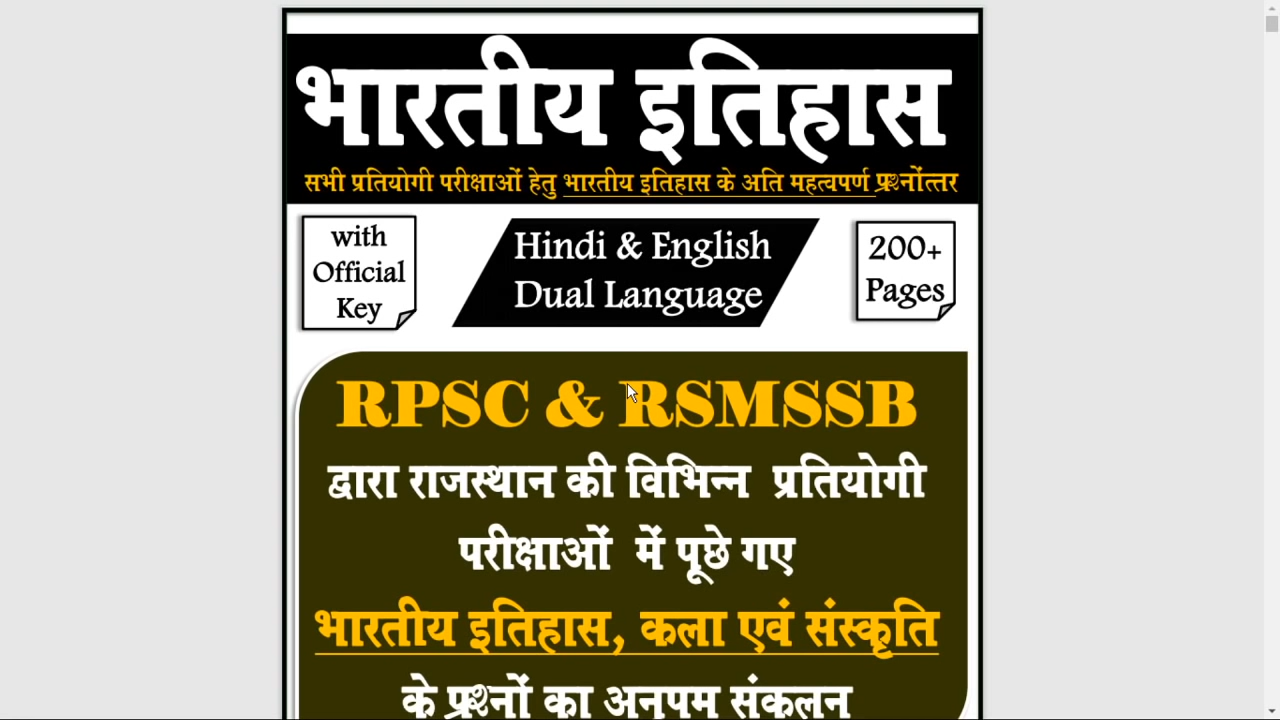 भारतीय इतिहास
सभी प्रतियोगी परीक्षाओं हेतु भारतीय इतिहास के अति महत्वपर्ण प्रश्नोंत्तर
with
Official
Key
Hindi & English
Dual Language
200+
Pages
RPSC & RSMSSB
द्वारा राजस्थान की विभिन्न प्रतियोगी
परीक्षाओं में पूछे गए
भारतीय इतिहास, कला एवं संस्कृति
के प्रश्नों का अनुपम संकलन